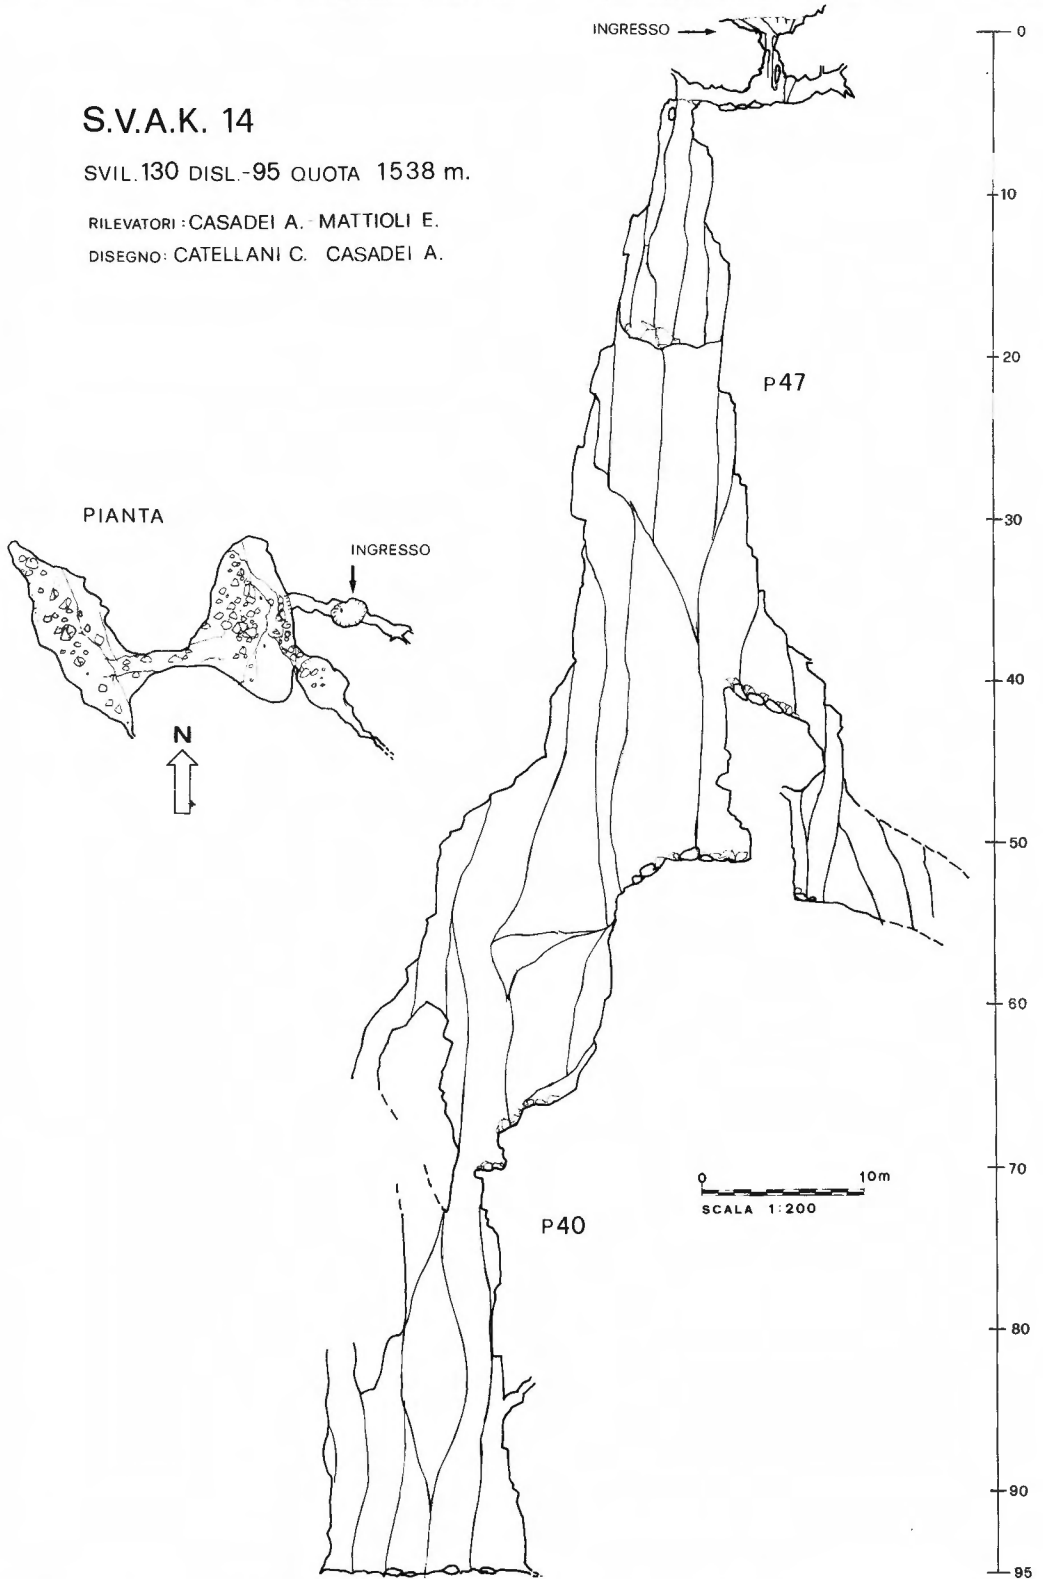 INGRESSO
S.V.A.K. 14
SVIL.130 DISL.-95 QUOTA 1538 m.
RILEVATORI: CASADEI A. - MATTIOLI E.
DISEGNO: CATELLANI C. CASADEI A.
0
10
20
P47
30
PIANTA
INGRESSO
40
N
50
60
70
0 10m
SCALA 1:200
P40
80
90
95